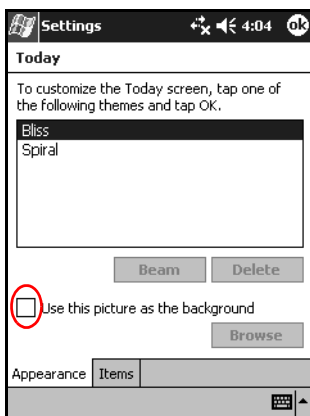 Settings 4:04 ok
Today
To customize the Today screen, tap one of
the following themes and tap OK.
Bliss
Spiral
Beam Delete
Use this picture as the background
Browse
Appearance Items